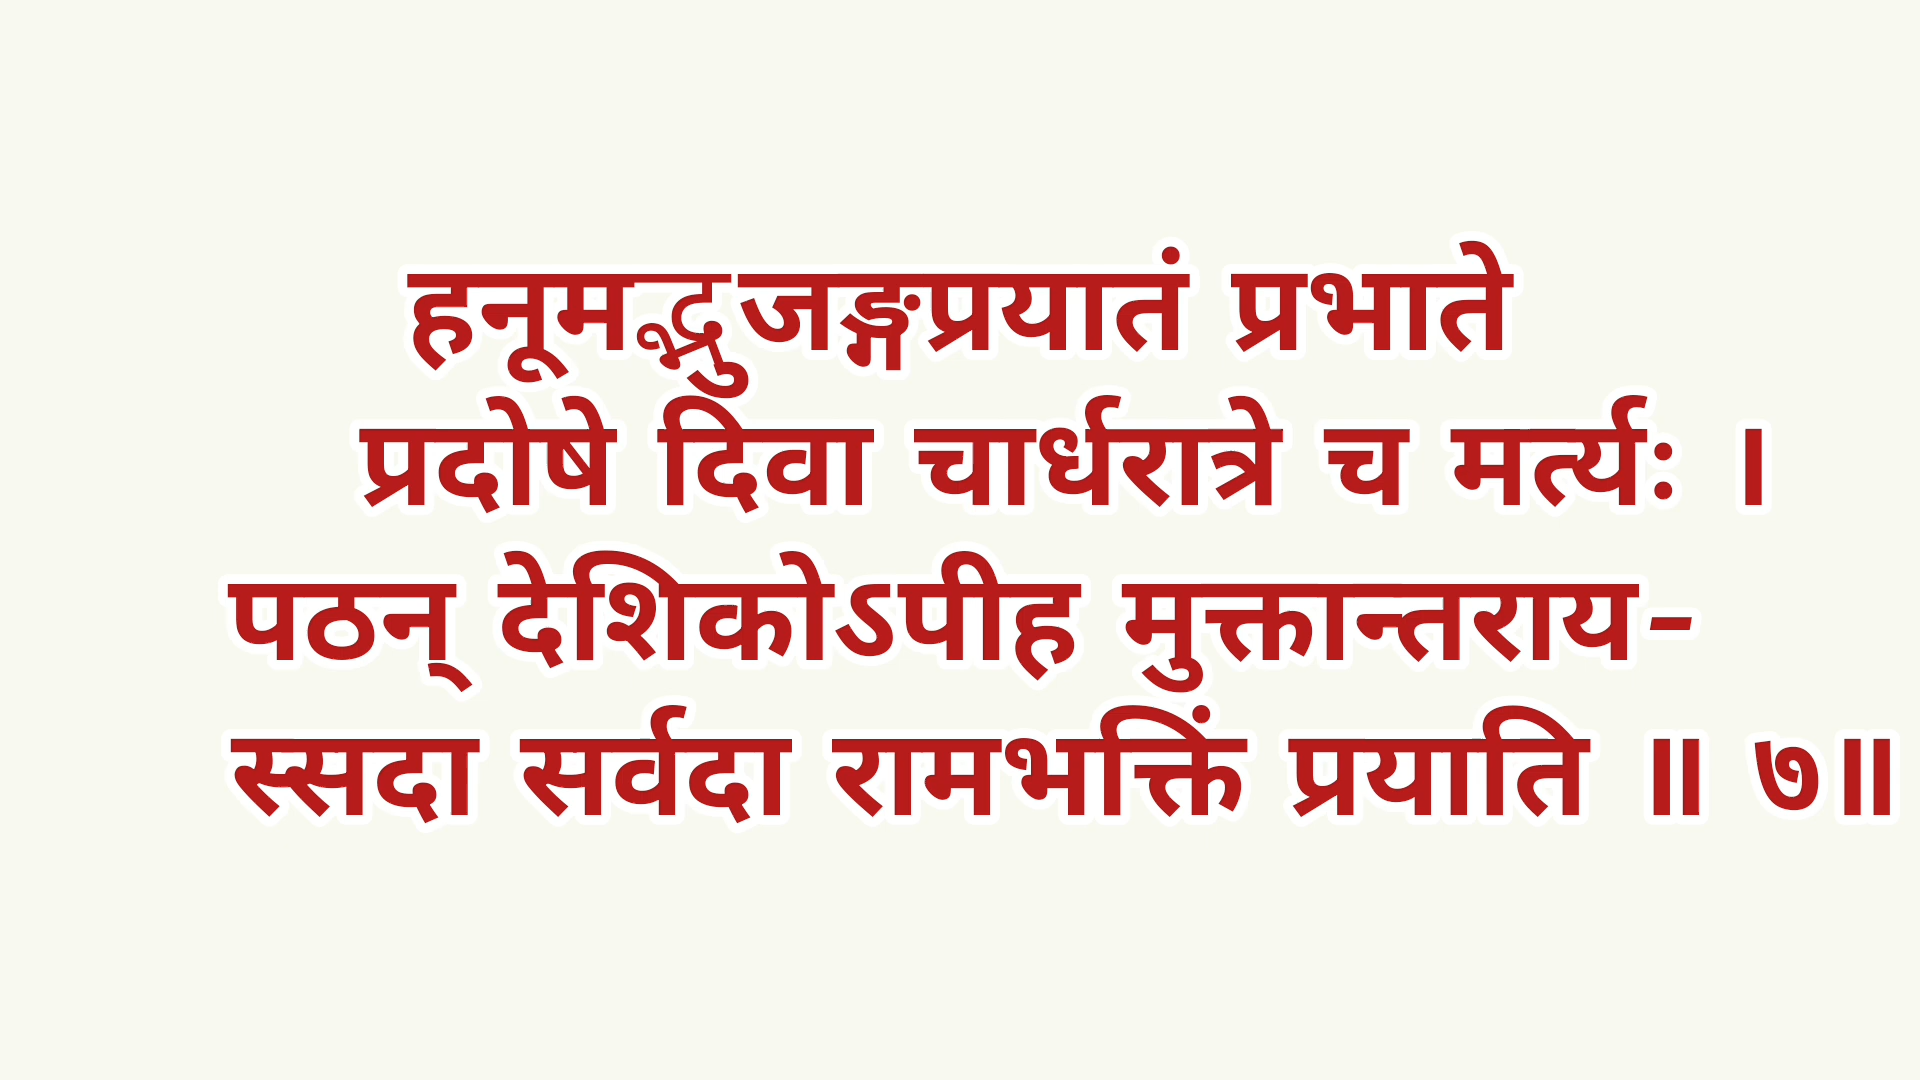 हनूमद्भुजङ्गप्रयातं प्रभाते
प्रदोषे दिवा चार्धरात्रे च मर्त्यः ।
पठन् देशिकोऽपीह मुक्तान्तराय-
स्सदा सर्वदा रामभक्तिं प्रयाति ॥ ७॥